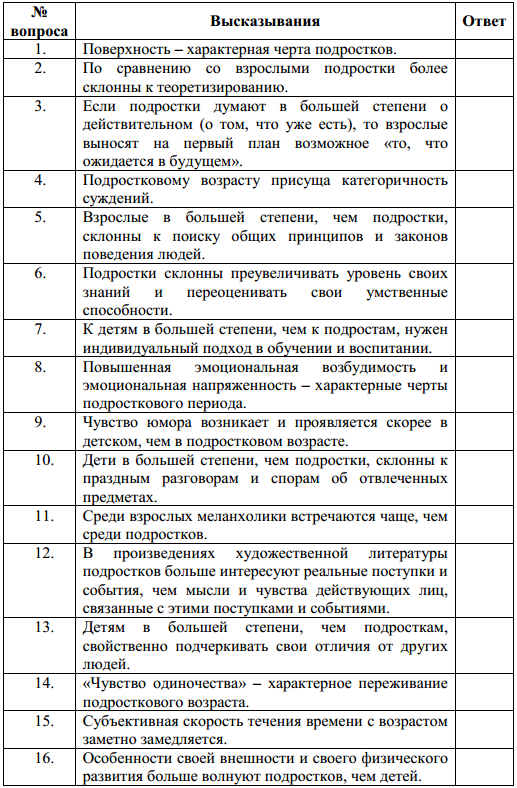 № вопроса Высказывания Ответ
1. Поверхность – характерная черта подростков.
2. По сравнению со взрослыми подростки более
склонны к теоретизированию.
3. Если подростки думают в большей степени о
действительном (о том, что уже есть), то взрослые
выносят на первый план возможное «то, что
ожидается в будущем».
4. Подростковому возрасту присуща категоричность
суждений.
5. Взрослые в большей степени, чем подростки,
склонны к поиску общих принципов и законов
поведения людей.
6. Подростки склонны преувеличивать уровень своих
знаний и переоценивать свои умственные
способности.
7. К детям в большей степени, чем к подростам, нужен
индивидуальный подход в обучении и воспитании.
8. Повышенная эмоциональная возбудимость и
эмоциональная напряженность – характерные черты
подросткового периода.
9. Чувство юмора возникает и проявляется скорее в
детском, чем в подростковом возрасте.
10. Дети в большей степени, чем подростки, склонны к
праздным разговорам и спорам об отвлеченных
предметах.
11. Среди взрослых меланхолики встречаются чаще, чем
среди подростков.
12. В произведениях художественной литературы
подростков больше интересуют реальные поступки и
события, чем мысли и чувства действующих лиц,
связанные с этими поступками и событиями.
13. Детям в большей степени, чем подросткам,
свойственно подчеркивать свои отличия от других
людей.
14. «Чувство одиночества» – характерное переживание
подросткового возраста.
15. Субъективная скорость течения времени с возрастом
заметно замедляется.
16. Особенности своей внешности и своего физического
развития больше волнуют подростков, чем детей.